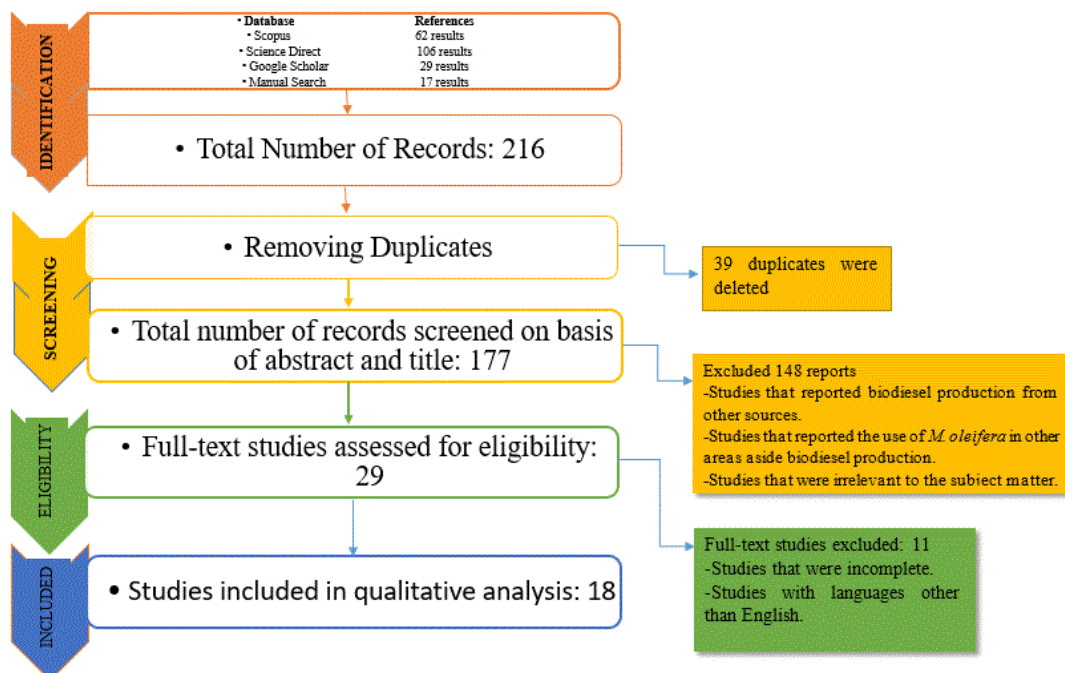 IDENTIFICATION
• Database References
• Scopus 62 results
• Science Direct 106 results
• Google Scholar 29 results
• Manual Search 17 results
• Total Number of Records: 216
SCREENING
• Removing Duplicates
39 duplicates were
deleted
• Total number of records screened on basis
of abstract and title: 177
Excluded 148 reports
-Studies that reported biodiesel production from
other sources.
-Studies that reported the use of M. oleifera in other
areas aside biodiesel production.
-Studies that were irrelevant to the subject matter.
ELIGIBILITY
• Full-text studies assessed for eligibility:
29
Full-text studies excluded: 11
-Studies that were incomplete.
-Studies with languages other
than English.
INCLUDED
• Studies included in qualitative analysis: 18